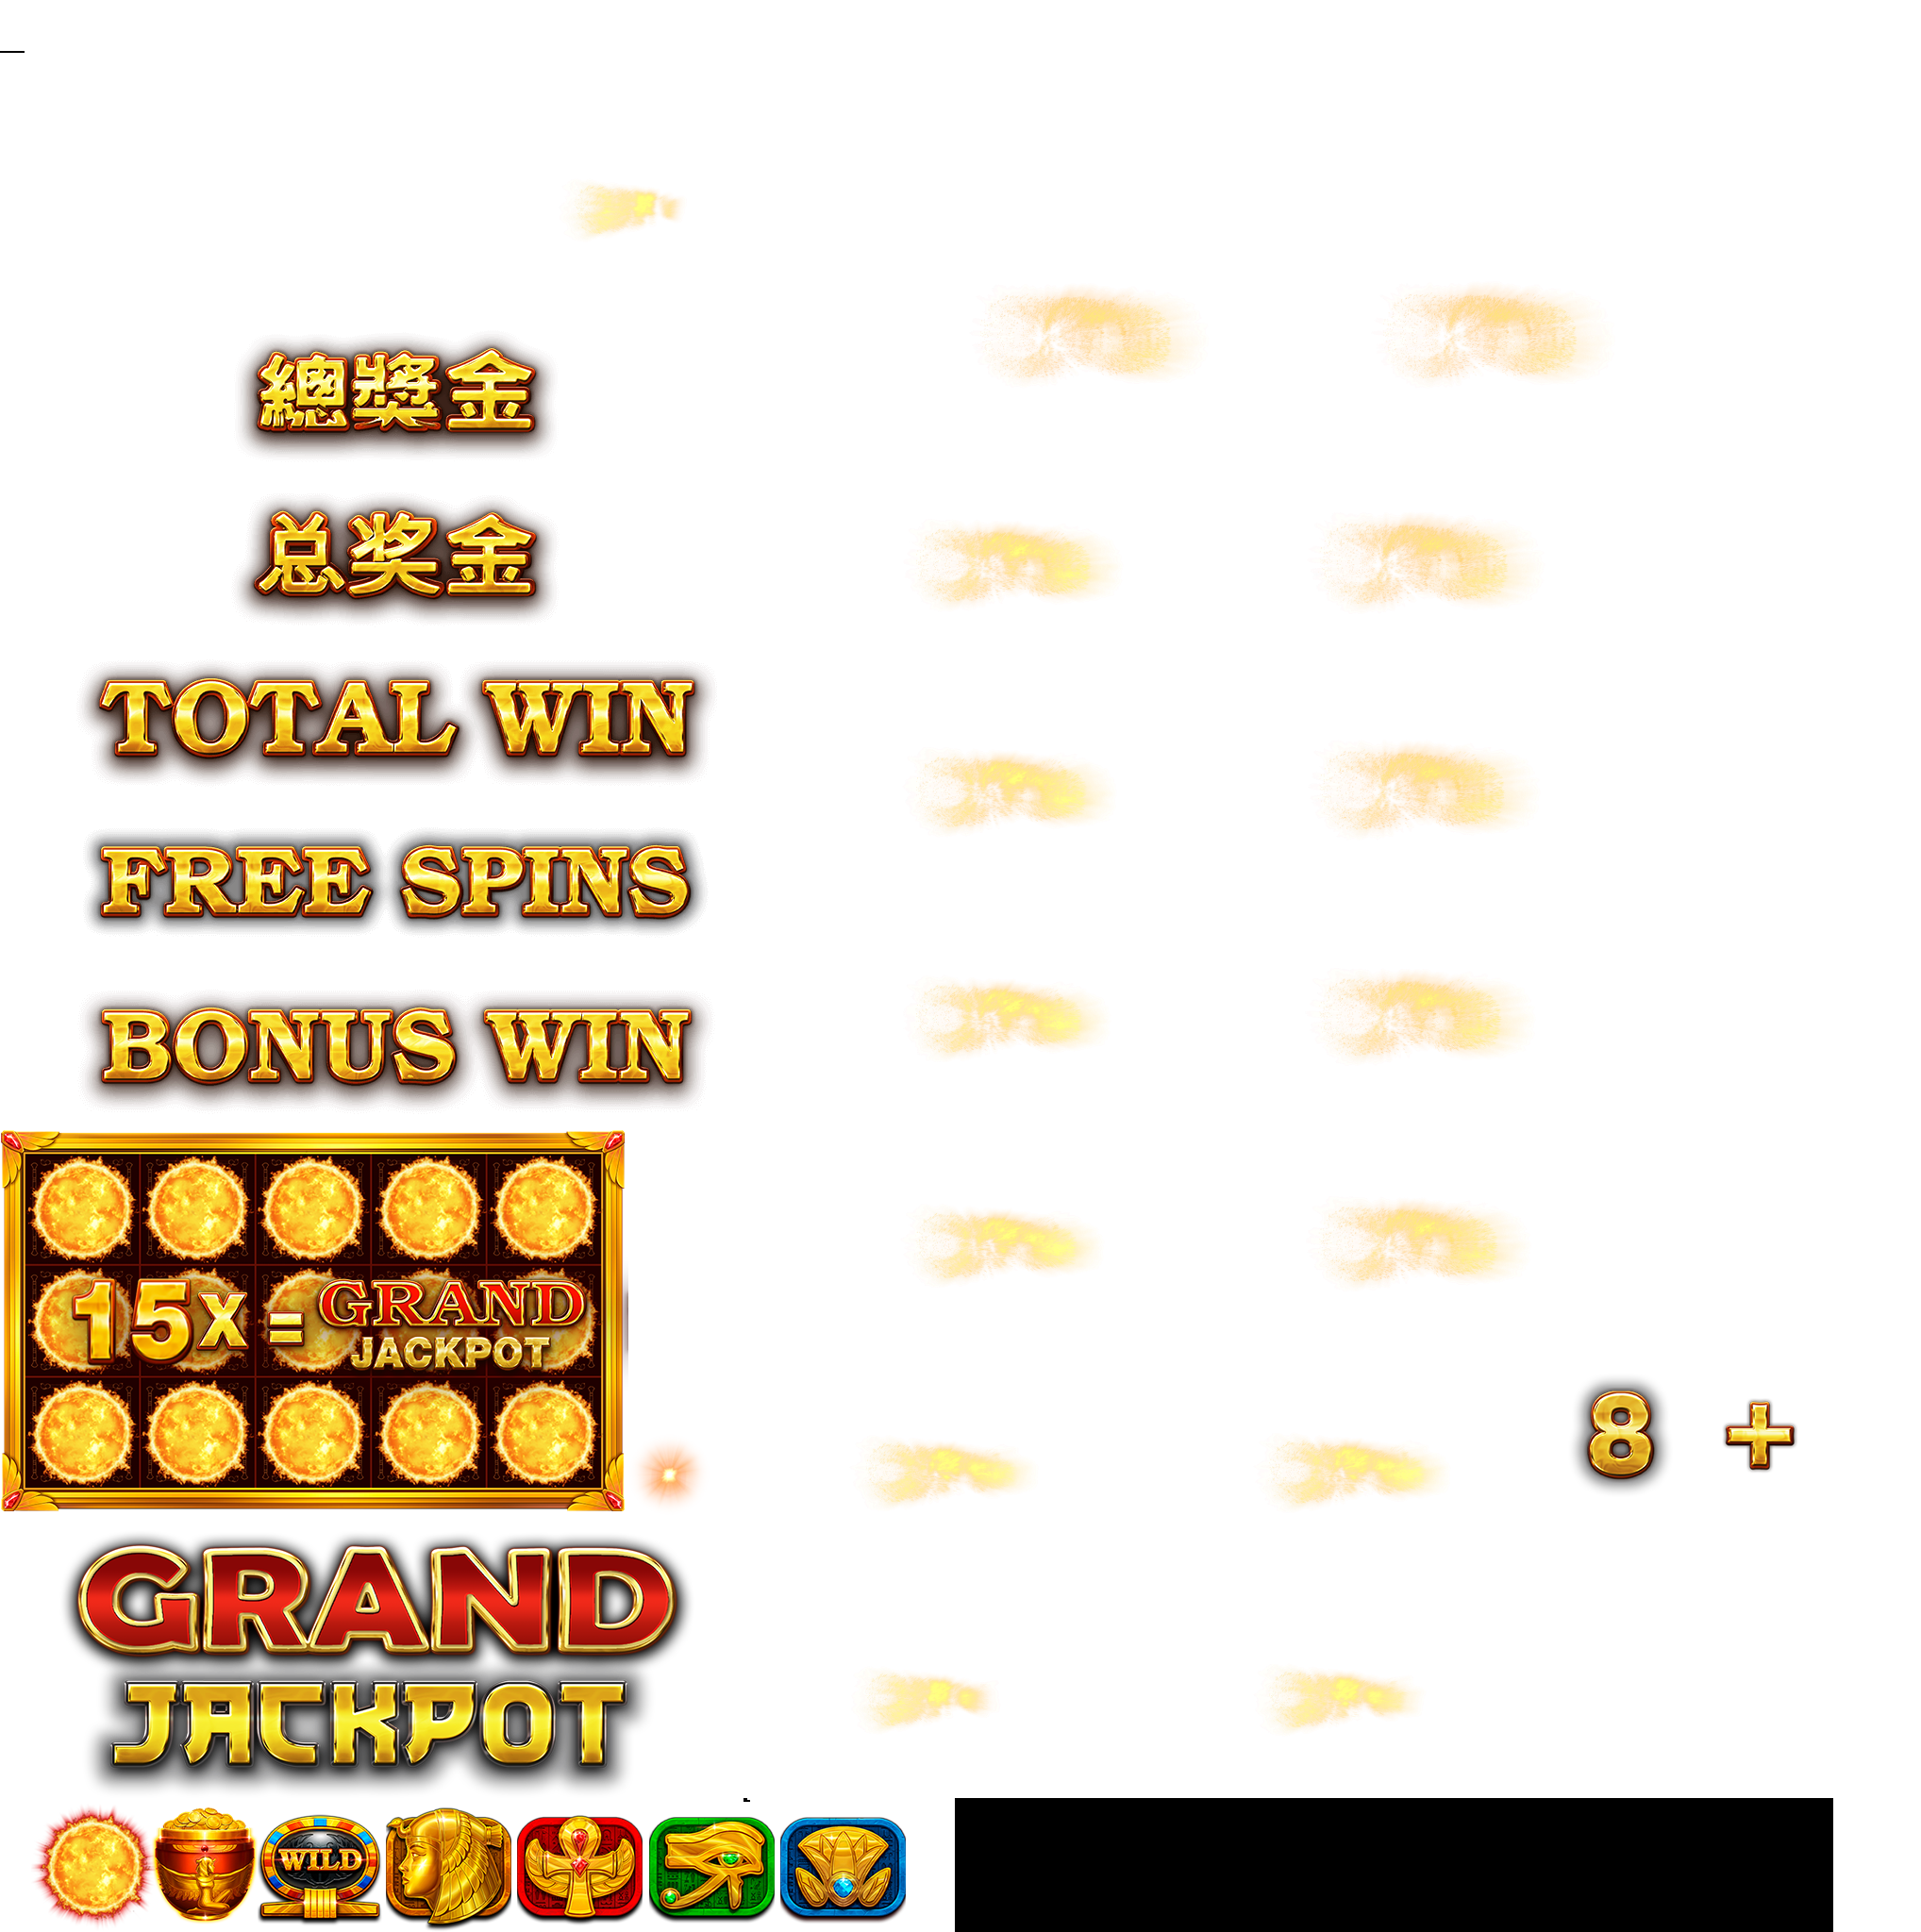 總獎金
总奖金
TOTAL WIN
FREE SPINS
BONUS WIN
15x = GRAND
JACKPOT
8 +
GRAND
JACKPOT
WILD